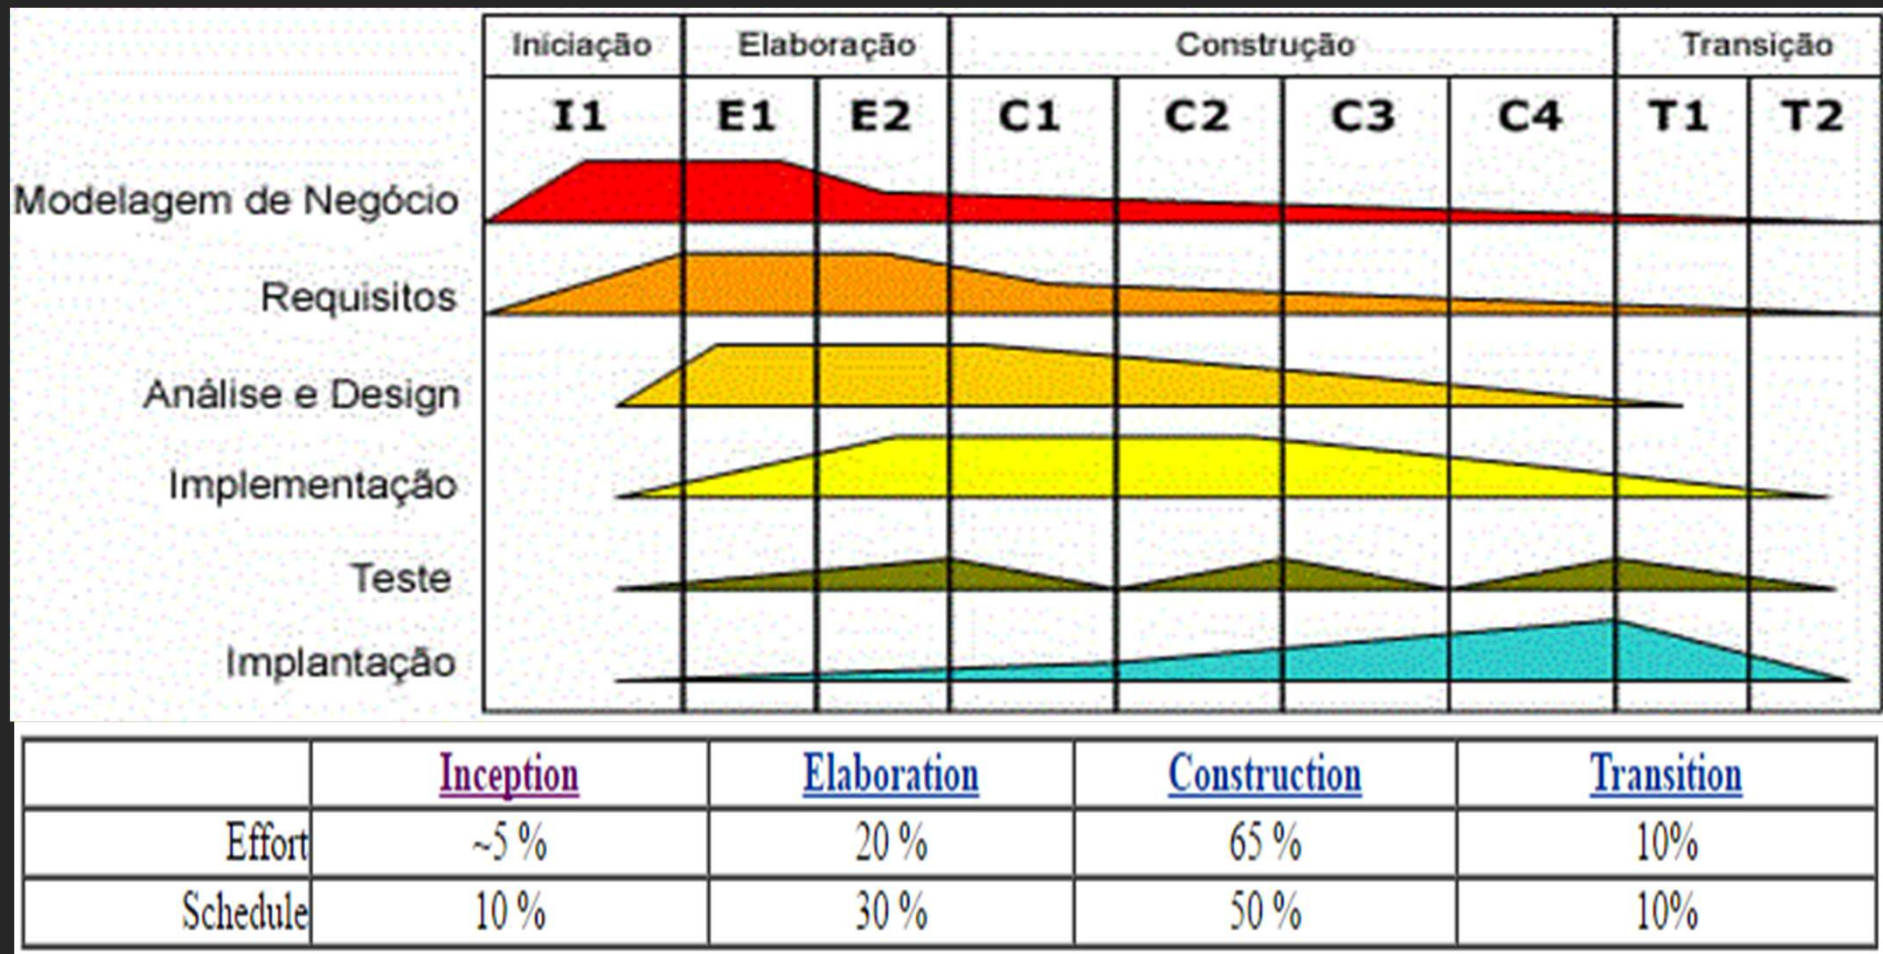 Iniciação Elaboração Construção Transição
I1 E1 E2 C1 C2 C3 C4 T1 T2
Modelagem de Negócio
Requisitos
Análise e Design
Implementação
Teste
Implantação
Inception Elaboration Construction Transition
Effort ~5 % 20 % 65 % 10%
Schedule 10 % 30 % 50 % 10%